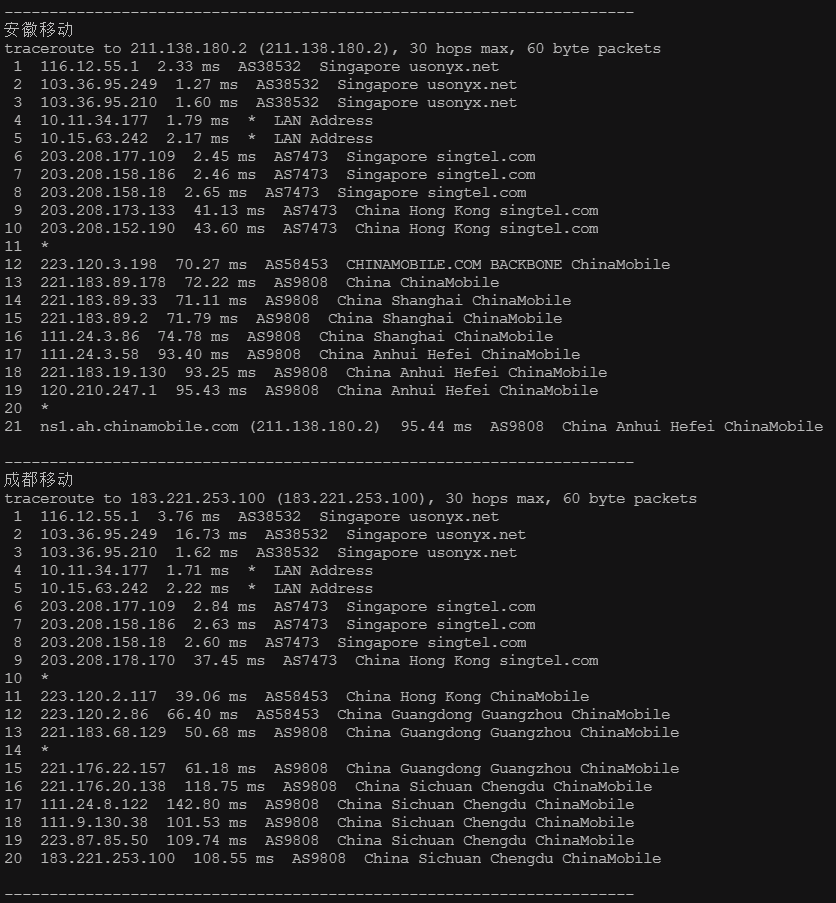 ----------------------------------------------------------------------
安徽移动
traceroute to 211.138.180.2 (211.138.180.2), 30 hops max, 60 byte packets
 1  116.12.55.1  2.33 ms  AS38532  Singapore usonyx.net
 2  103.36.95.249  1.27 ms  AS38532  Singapore usonyx.net
 3  103.36.95.210  1.60 ms  AS38532  Singapore usonyx.net
 4  10.11.34.177  1.79 ms  *  LAN Address
 5  10.15.63.242  2.17 ms  *  LAN Address
 6  203.208.177.109  2.45 ms  AS7473  Singapore singtel.com
 7  203.208.158.186  2.46 ms  AS7473  Singapore singtel.com
 8  203.208.158.18  2.65 ms  AS7473  Singapore singtel.com
 9  203.208.173.133  41.13 ms  AS7473  China Hong Kong singtel.com
10  203.208.152.190  43.60 ms  AS7473  China Hong Kong singtel.com
11  *
12  223.120.3.198  70.27 ms  AS58453  CHINAMOBILE.COM BACKBONE ChinaMobile
13  221.183.89.178  72.22 ms  AS9808  China ChinaMobile
14  221.183.89.33  71.11 ms  AS9808  China Shanghai ChinaMobile
15  221.183.89.2  71.79 ms  AS9808  China Shanghai ChinaMobile
16  111.24.3.86  74.78 ms  AS9808  China Shanghai ChinaMobile
17  111.24.3.58  93.40 ms  AS9808  China Anhui Hefei ChinaMobile
18  221.183.19.130  93.25 ms  AS9808  China Anhui Hefei ChinaMobile
19  120.210.247.1  95.43 ms  AS9808  China Anhui Hefei ChinaMobile
20  *
21  ns1.ah.chinamobile.com (211.138.180.2)  95.44 ms  AS9808  China Anhui Hefei ChinaMobile
----------------------------------------------------------------------
成都移动
traceroute to 183.221.253.100 (183.221.253.100), 30 hops max, 60 byte packets
 1  116.12.55.1  3.76 ms  AS38532  Singapore usonyx.net
 2  103.36.95.249  16.73 ms  AS38532  Singapore usonyx.net
 3  103.36.95.210  1.62 ms  AS38532  Singapore usonyx.net
 4  10.11.34.177  1.71 ms  *  LAN Address
 5  10.15.63.242  2.22 ms  *  LAN Address
 6  203.208.177.109  2.84 ms  AS7473  Singapore singtel.com
 7  203.208.158.186  2.63 ms  AS7473  Singapore singtel.com
 8  203.208.158.18  2.60 ms  AS7473  Singapore singtel.com
 9  203.208.178.170  37.45 ms  AS7473  China Hong Kong singtel.com
10  *
11  223.120.2.117  39.06 ms  AS58453  China Hong Kong ChinaMobile
12  223.120.2.86  66.40 ms  AS58453  China Guangdong Guangzhou ChinaMobile
13  221.183.68.129  50.68 ms  AS9808  China Guangdong Guangzhou ChinaMobile
14  *
15  221.176.22.157  61.18 ms  AS9808  China Guangdong Guangzhou ChinaMobile
16  221.176.20.138  118.75 ms  AS9808  China Sichuan Chengdu ChinaMobile
17  111.24.8.122  142.80 ms  AS9808  China Sichuan Chengdu ChinaMobile
18  111.9.130.38  101.53 ms  AS9808  China Sichuan Chengdu ChinaMobile
19  223.87.85.50  109.74 ms  AS9808  China Sichuan Chengdu ChinaMobile
20  183.221.253.100  108.55 ms  AS9808  China Sichuan Chengdu ChinaMobile
----------------------------------------------------------------------